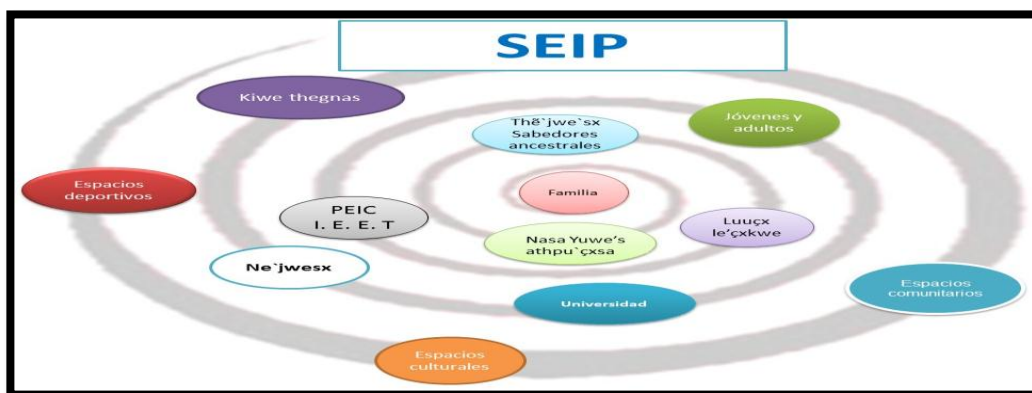 SEIP
Kiwe thegnas
Thẽ`jwe`sx
Sabedores
ancestrales
Jóvenes y
adultos
Espacios
deportivos
Familia
PEIC
I. E. E. T
Luuçx
le’çxkwe
Nasa Yuwe’s
athpu`çxsa
Ne`jwesx
Espacios
comunitarios
Universidad
Espacios
culturales